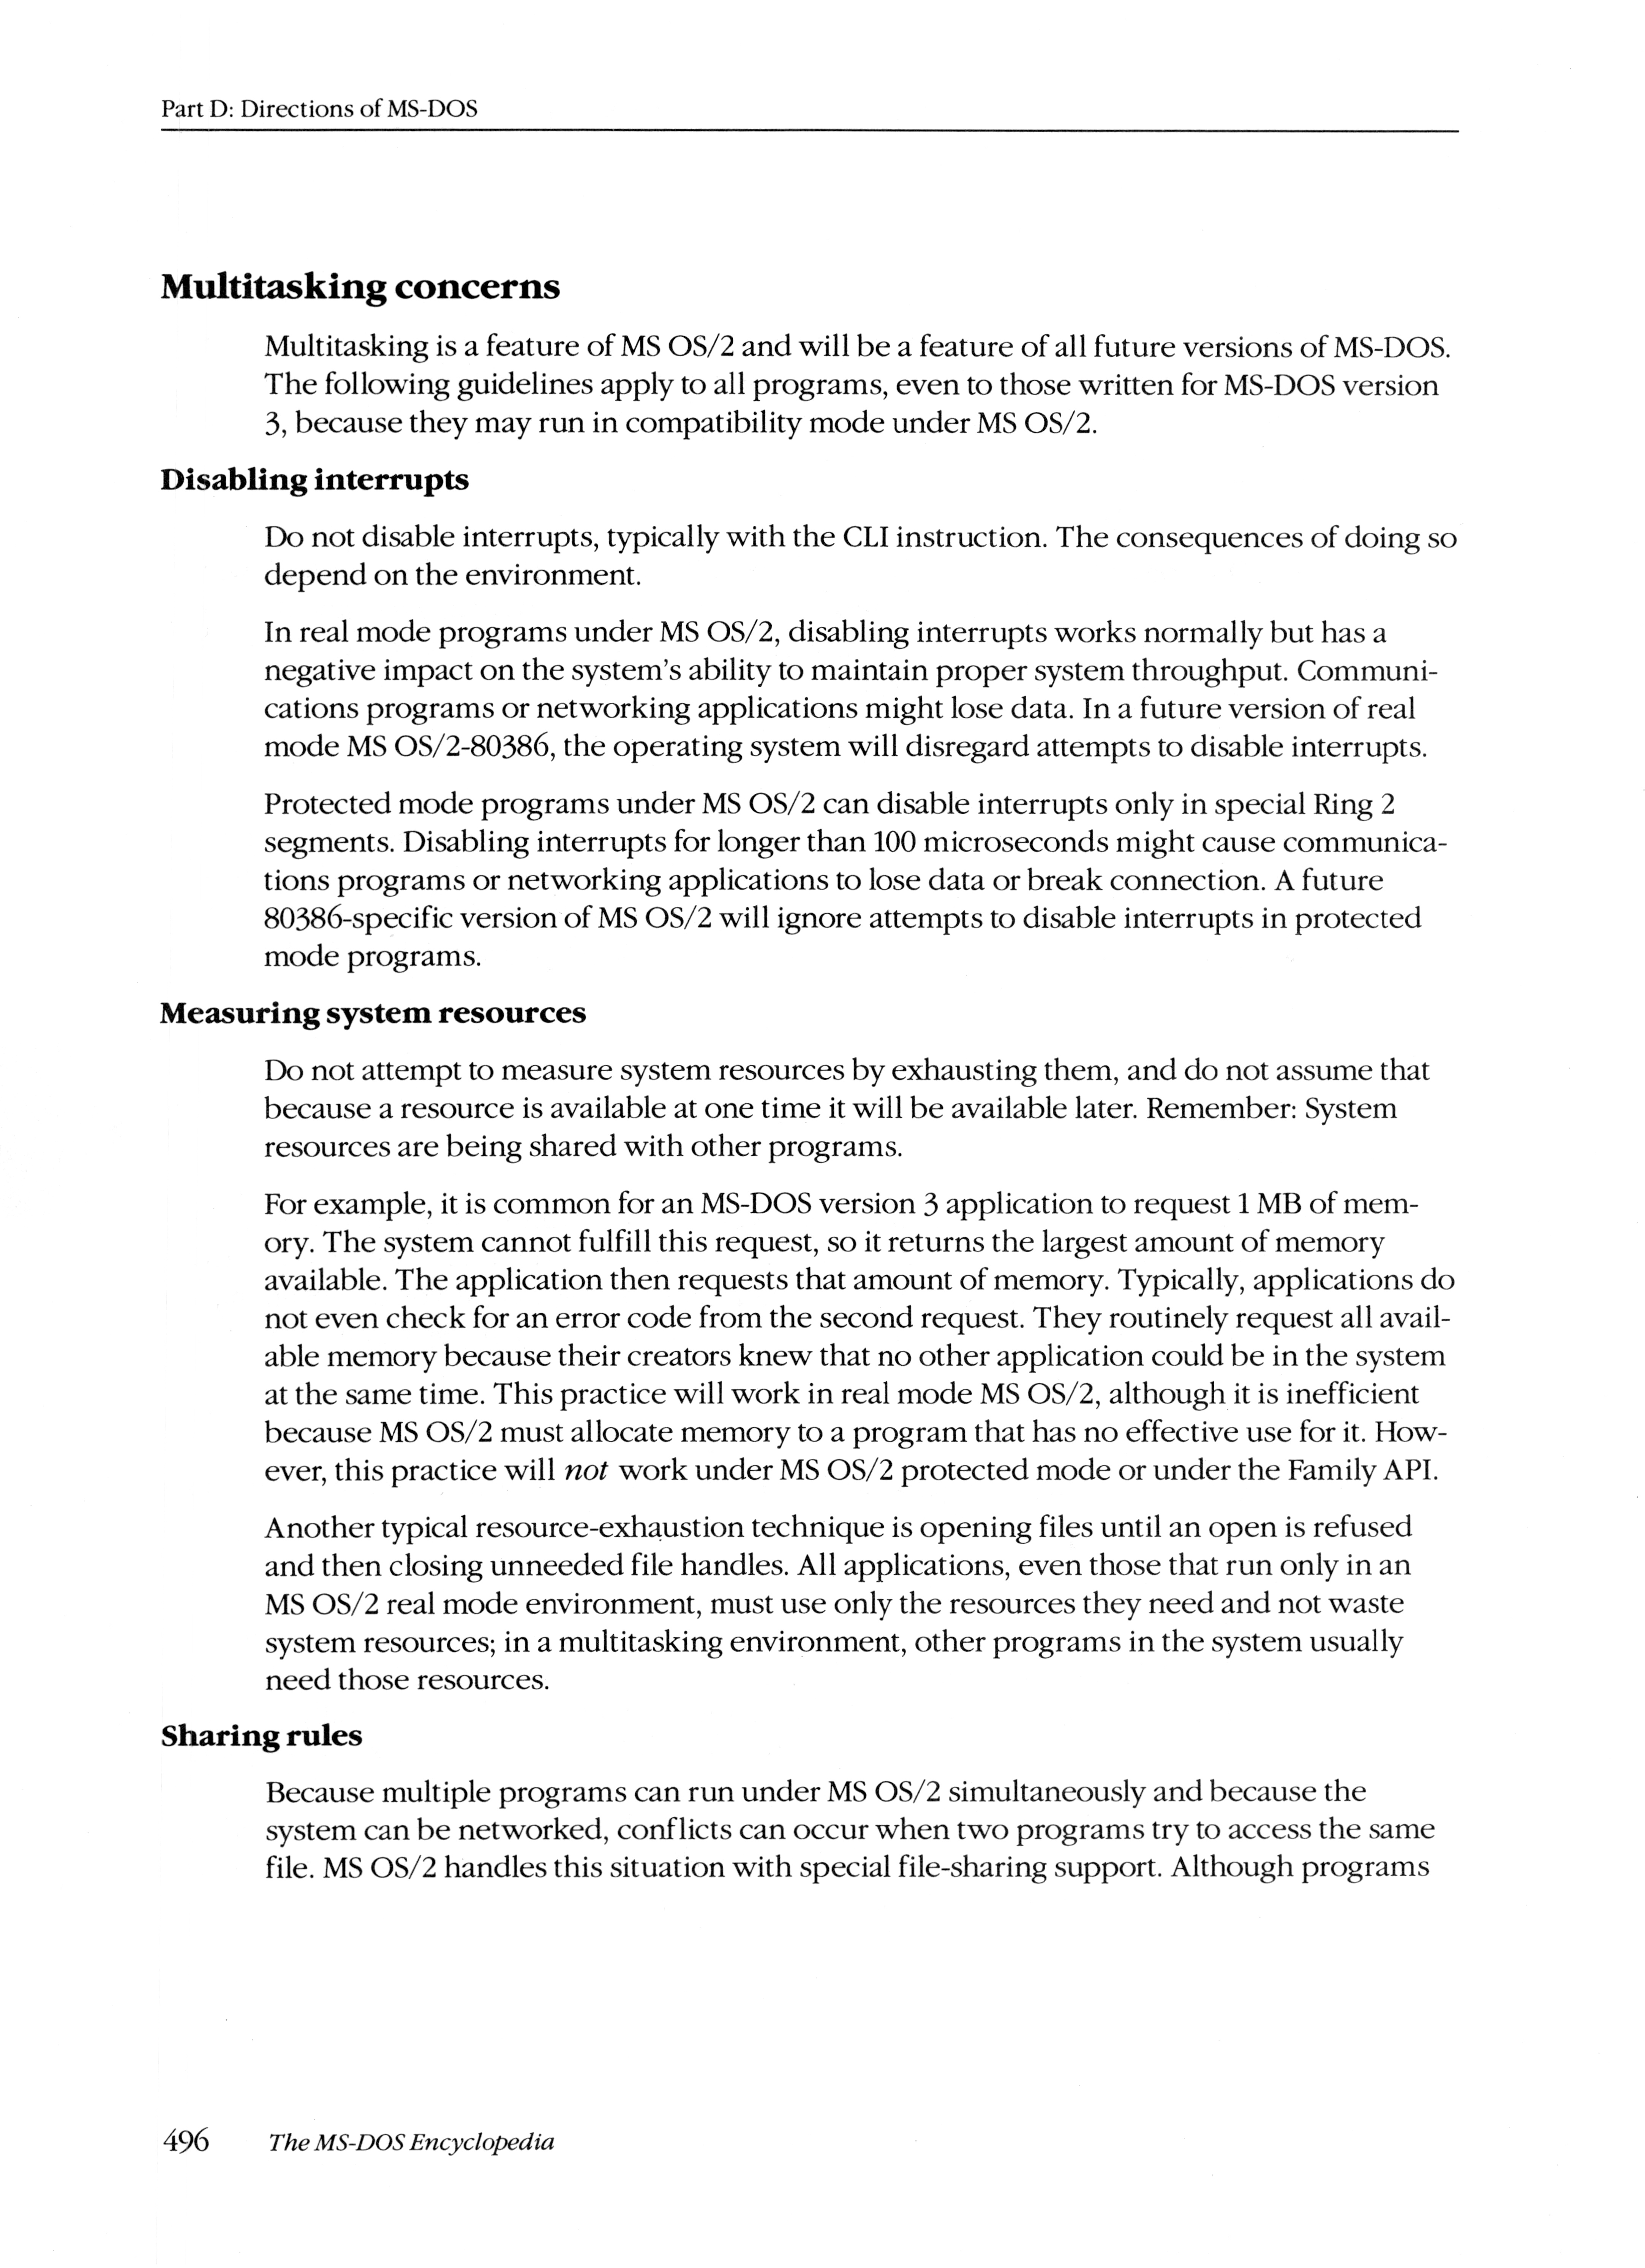 Part D: Directions of MS-DOS
Multitasking concerns
Multitasking is a feature of MS OS/2 and will be a feature of all future versions of MS-DOS.
The following guidelines apply to all programs, even to those written for MS-DOS version
3, because they may run in compatibility mode under MS OS/2.
Disabling interrupts
Do not disable interrupts, typically with the CLI instruction. The consequences of doing so
depend on the environment.
In real mode programs under MS OS/2, disabling interrupts works normally but has a
negative impact on the system's ability to maintain proper system throughput. Communi-
cations programs or networking applications might lose data. In a future version of real
mode MS OS/2-80386, the operating system will disregard attempts to disable interrupts.
Protected mode programs under MS OS/2 can disable interrupts only in special Ring 2
segments. Disabling interrupts for longer than 100 microseconds might cause communica-
tions programs or networking applications to lose data or break connection. A future
80386-specific version of MS OS/2 will ignore attempts to disable interrupts in protected
mode programs.
Measuring system resources
Do not attempt to measure system resources by exhausting them, and do not assume that
because a resource is available at one time it will be available later. Remember: System
resources are being shared with other programs.
For example, it is common for an MS-DOS version 3 application to request 1 MB of mem-
ory. The system cannot fulfill this request, so it returns the largest amount of memory
available. The application then requests that amount of memory. Typically, applications do
not even check for an error code from the second request. They routinely request all avail-
able memory because their creators knew that no other application could be in the system
at the same time. This practice will work in real mode MS OS/2, although it is inefficient
because MS OS/2 must allocate memory to a program that has no effective use for it. How-
ever, this practice will not work under MS OS/2 protected mode or under the Family API.
Another typical resource-exhaustion technique is opening files until an open is refused
and then closing unneeded file handles. All applications, even those that run only in an
MS OS/2 real mode environment, must use only the resources they need and not waste
system resources; in a multitasking environment, other programs in the system usually
need those resources.
Sharing rules
Because multiple programs can run under MS OS/2 simultaneously and because the
system can be networked, conflicts can occur when two programs try to access the same
file. MS OS/2 handles this situation with special file-sharing support. Although programs
496 The MS-DOS Encyclopedia